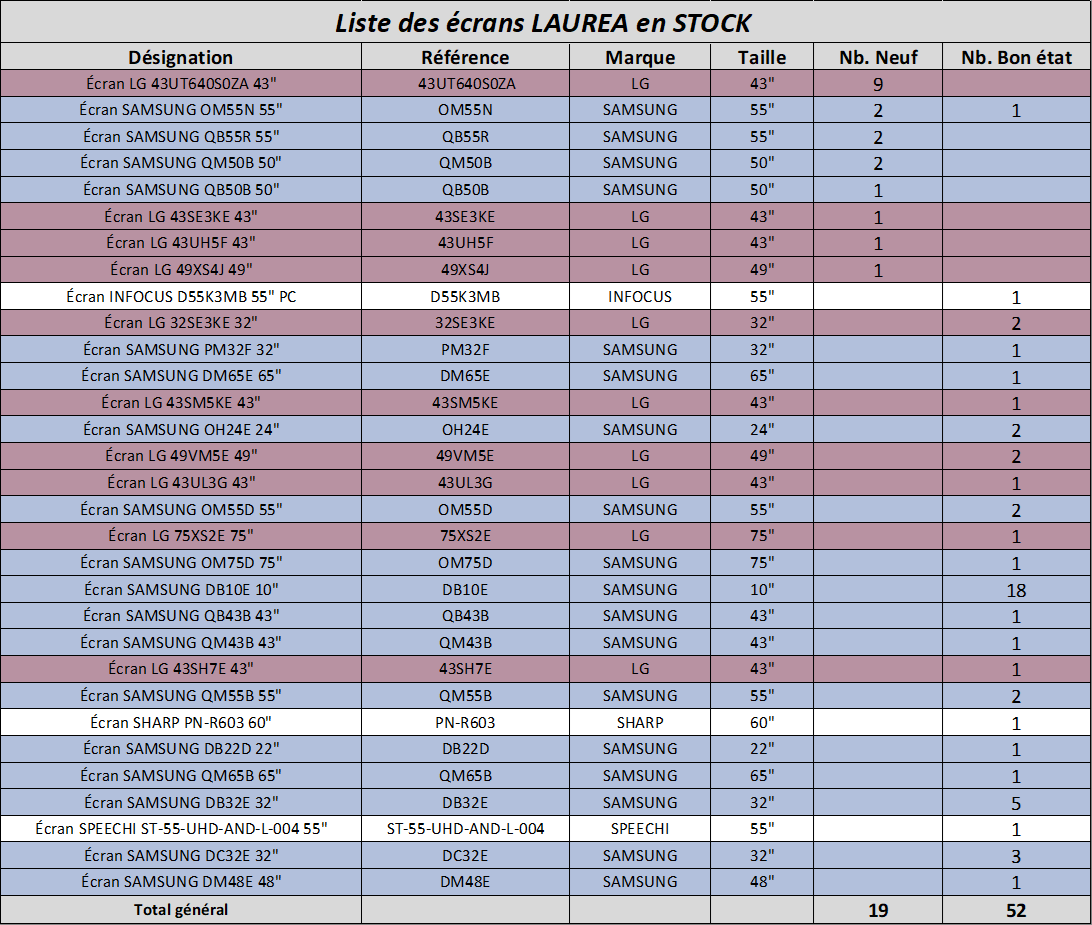 Liste des écrans LAUREA en STOCK
Désignation Référence Marque Taille Nb. Neuf Nb. Bon état
Écran LG 43UT640S0ZA 43" 43UT640S0ZA LG 43" 9
Écran SAMSUNG OM55N 55" OM55N SAMSUNG 55" 2 1
Écran SAMSUNG QB55R 55" QB55R SAMSUNG 55" 2
Écran SAMSUNG QM50B 50" QM50B SAMSUNG 50" 2
Écran SAMSUNG QB50B 50" QB50B SAMSUNG 50" 1
Écran LG 43SE3KE 43" 43SE3KE LG 43" 1
Écran LG 43UH5F 43" 43UH5F LG 43" 1
Écran LG 49XS4J 49" 49XS4J LG 49" 1
Écran INFOCUS D55K3MB 55" PC D55K3MB INFOCUS 55" 1
Écran LG 32SE3KE 32" 32SE3KE LG 32" 2
Écran SAMSUNG PM32F 32" PM32F SAMSUNG 32" 1
Écran SAMSUNG DM65E 65" DM65E SAMSUNG 65" 1
Écran LG 43SM5KE 43" 43SM5KE LG 43" 1
Écran SAMSUNG OH24E 24" OH24E SAMSUNG 24" 2
Écran LG 49VM5E 49" 49VM5E LG 49" 2
Écran LG 43UL3G 43" 43UL3G LG 43" 1
Écran SAMSUNG OM55D 55" OM55D SAMSUNG 55" 2
Écran LG 75XS2E 75" 75XS2E LG 75" 1
Écran SAMSUNG OM75D 75" OM75D SAMSUNG 75" 1
Écran SAMSUNG DB10E 10" DB10E SAMSUNG 10" 18
Écran SAMSUNG QB43B 43" QB43B SAMSUNG 43" 1
Écran SAMSUNG QM43B 43" QM43B SAMSUNG 43" 1
Écran LG 43SH7E 43" 43SH7E LG 43" 1
Écran SAMSUNG QM55B 55" QM55B SAMSUNG 55" 2
Écran SHARP PN-R603 60" PN-R603 SHARP 60" 1
Écran SAMSUNG DB22D 22" DB22D SAMSUNG 22" 1
Écran SAMSUNG QM65B 65" QM65B SAMSUNG 65" 1
Écran SAMSUNG DB32E 32" DB32E SAMSUNG 32" 5
Écran SPEECHI ST-55-UHD-AND-L-004 55" ST-55-UHD-AND-L-004 SPEECHI 55" 1
Écran SAMSUNG DC32E 32" DC32E SAMSUNG 32" 3
Écran SAMSUNG DM48E 48" DM48E SAMSUNG 48" 1
Total général 19 52